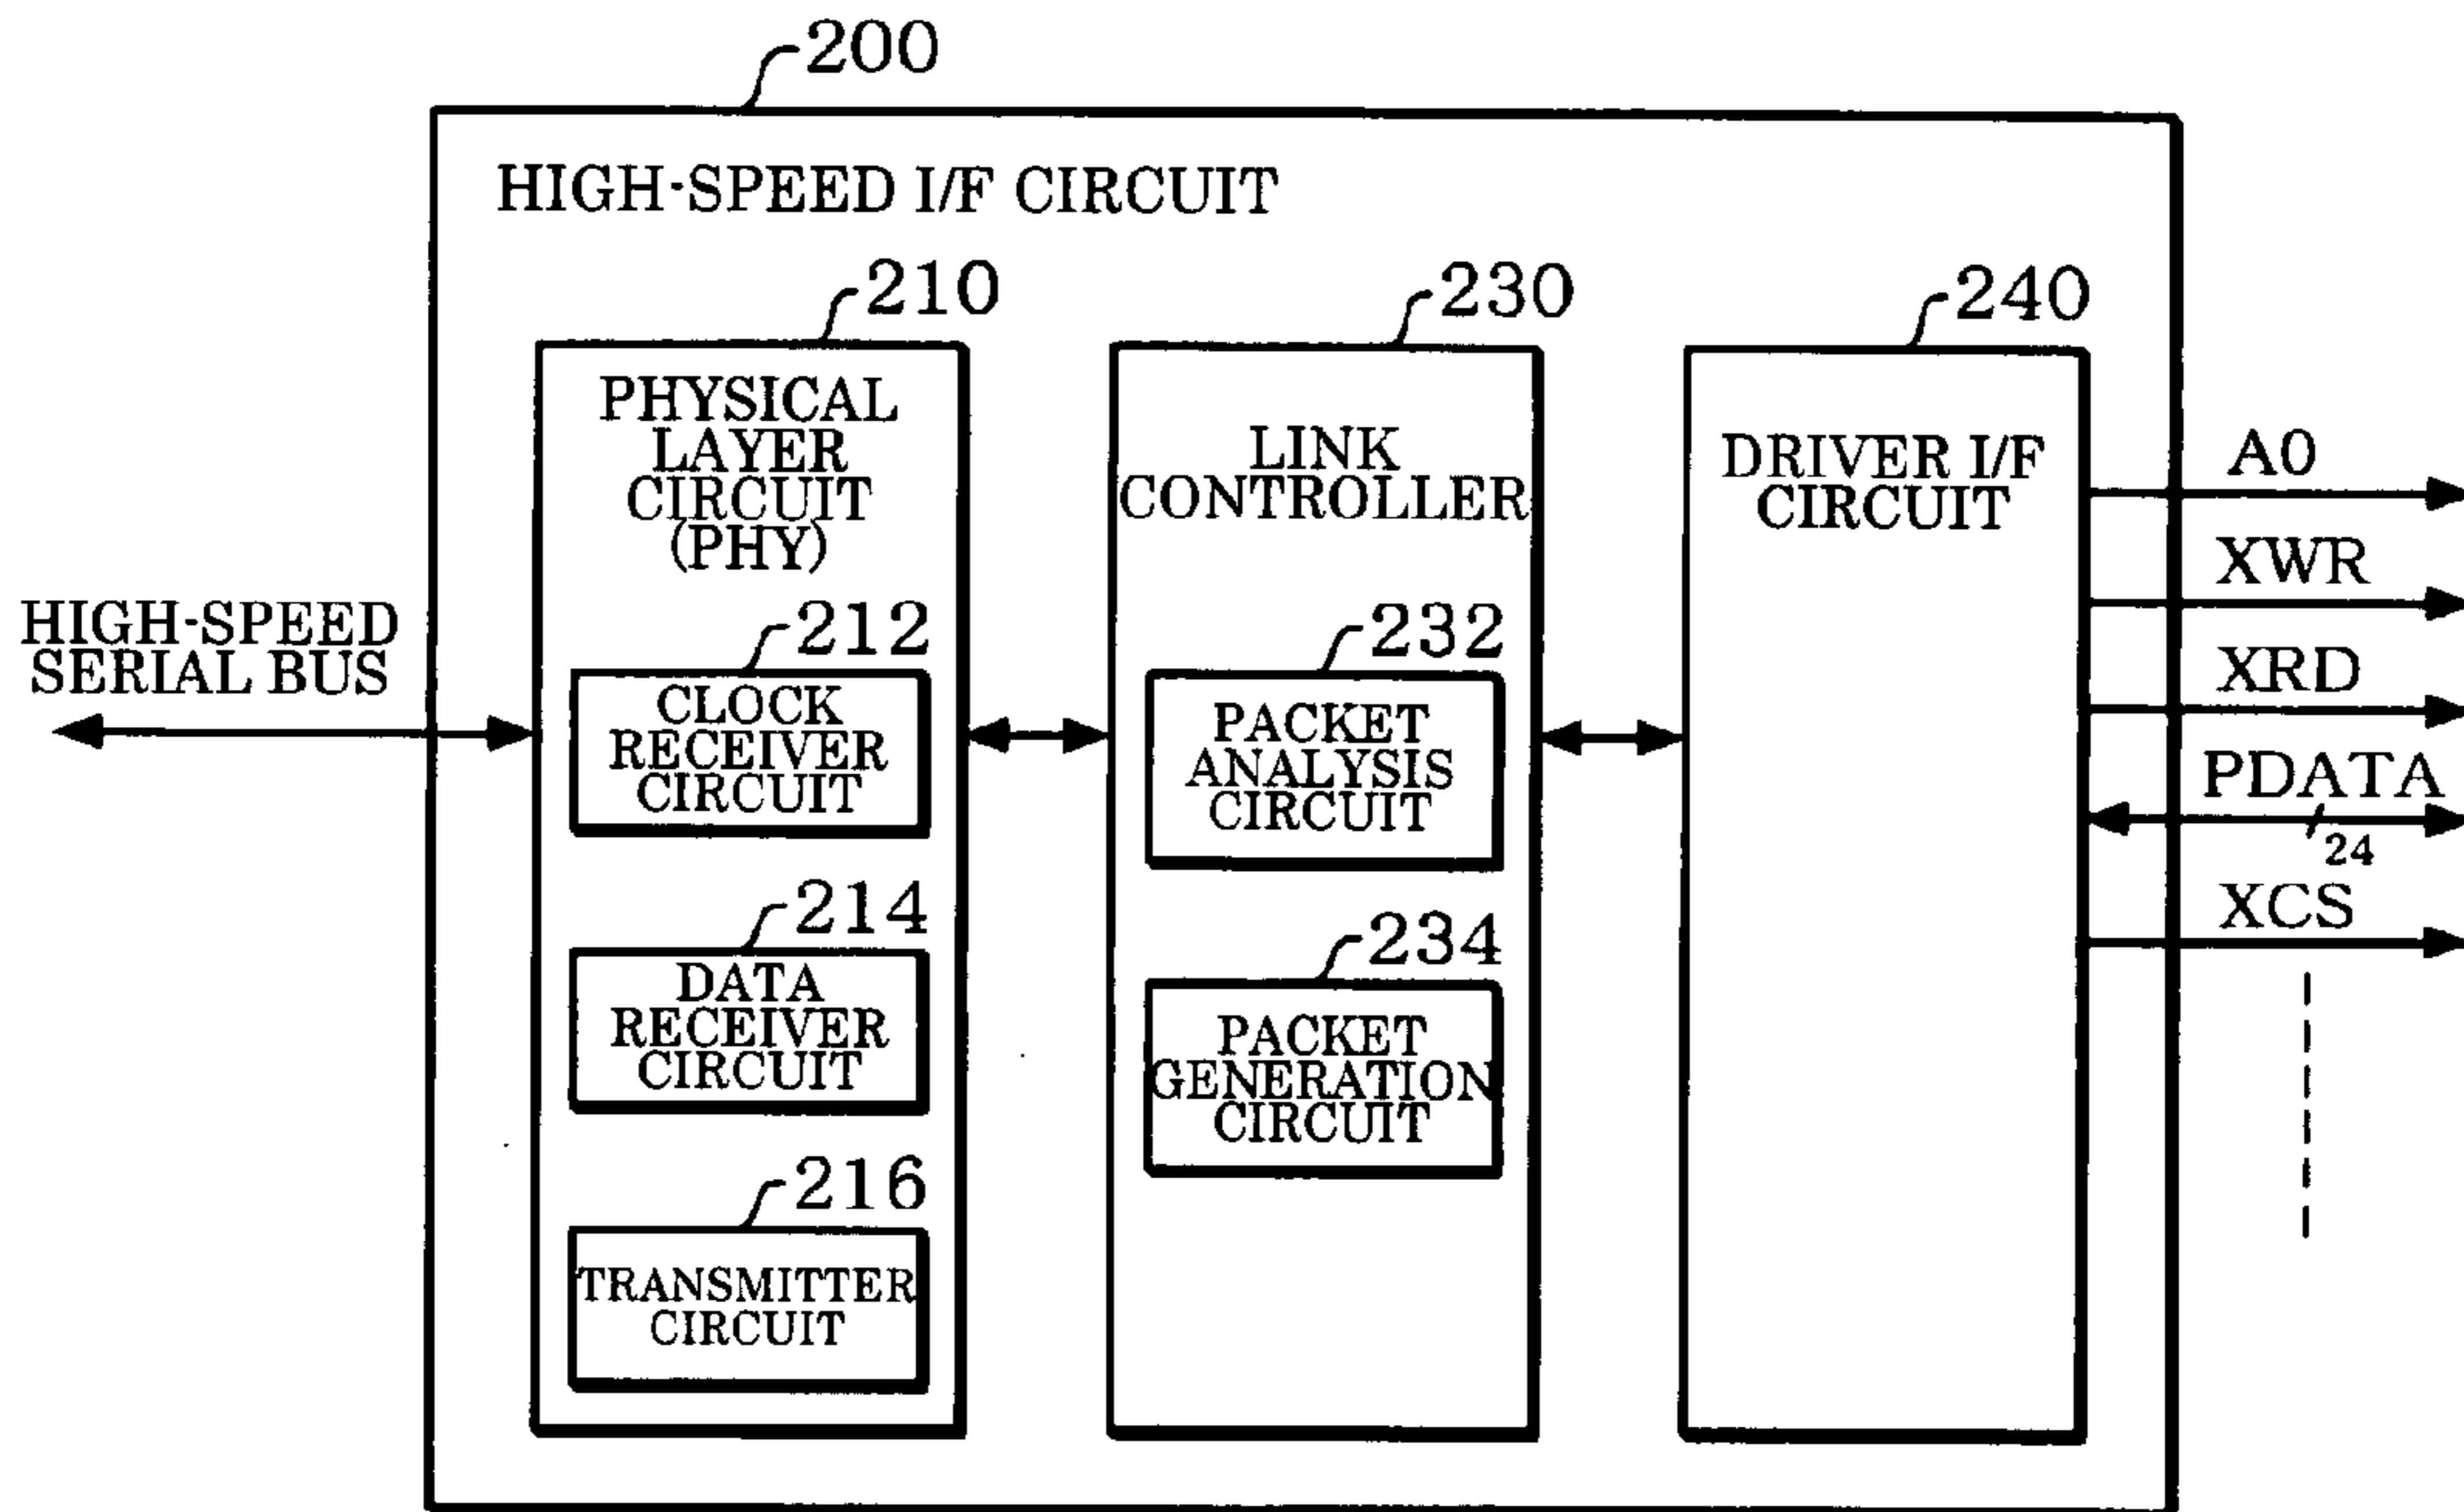 200
HIGH-SPEED I/F CIRCUIT
210
230
240
PHYSICAL
LAYER
CIRCUIT
(PHY)
LINK
CONTROLLER
DRIVER I/F
CIRCUIT
HIGH-SPEED
SERIAL BUS
212
CLOCK
RECEIVER
CIRCUIT
214
DATA
RECEIVER
CIRCUIT
216
TRANSMITTER
CIRCUIT
232
PACKET
ANALYSIS
CIRCUIT
234
PACKET
GENERATION
CIRCUIT
A0
XWR
XRD
PDATA
24
XCS